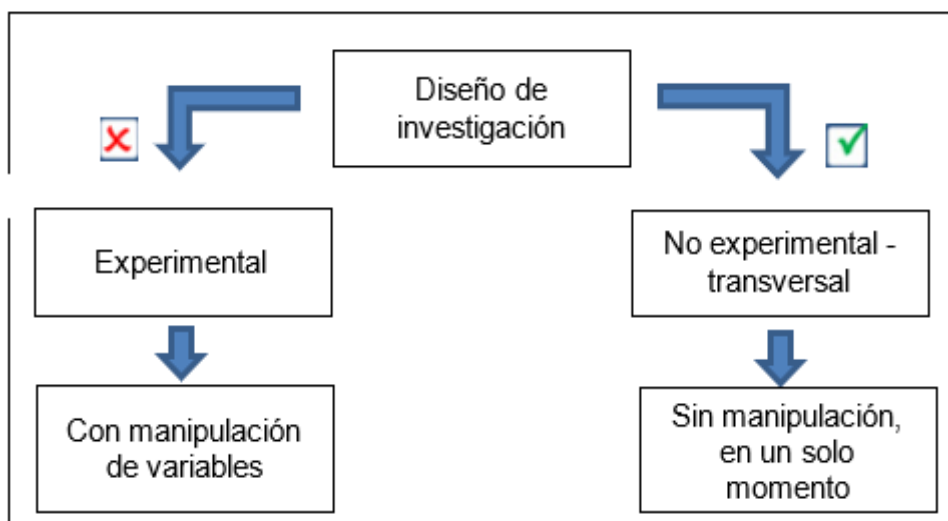 Diseño de
investigación
Experimental
No experimental -
transversal
Con manipulación
de variables
Sin manipulación,
en un solo
momento